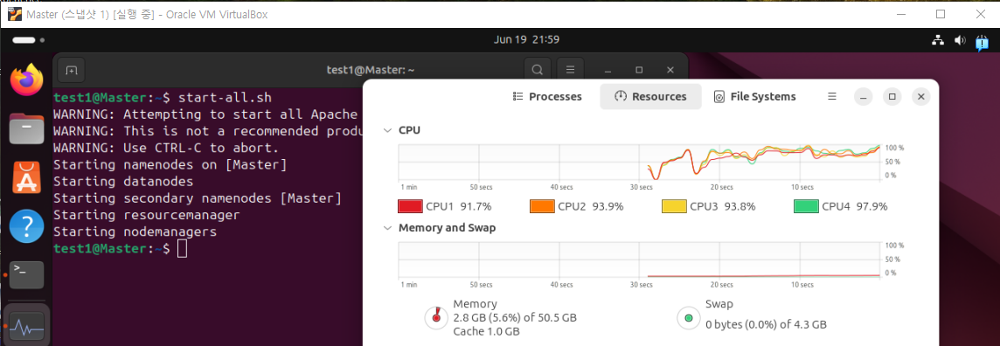 Master (스냅샷 1) [실행 중] - Oracle VM VirtualBox
Jun 19 21:59
test1@Master: ~
test1@Master:~$ start-all.sh
WARNING: Attempting to start all Apache
WARNING: This is not a recommended produ
WARNING: Use CTRL-C to abort.
Starting namenodes on [Master]
Starting datanodes
Starting secondary namenodes [Master]
Starting resourcemanager
Starting nodemanagers
test1@Master:~$
Processes
Resources
File Systems
CPU
100 %
50 %
0 %
1 min 50 secs 40 secs 30 secs 20 secs 10 secs
CPU1 91.7% CPU2 93.9% CPU3 93.8% CPU4 97.9%
Memory and Swap
100 %
50 %
0 %
1 min 50 secs 40 secs 30 secs 20 secs 10 secs
Memory
2.8 GB (5.6%) of 50.5 GB
Cache 1.0 GB
Swap
0 bytes (0.0%) of 4.3 GB